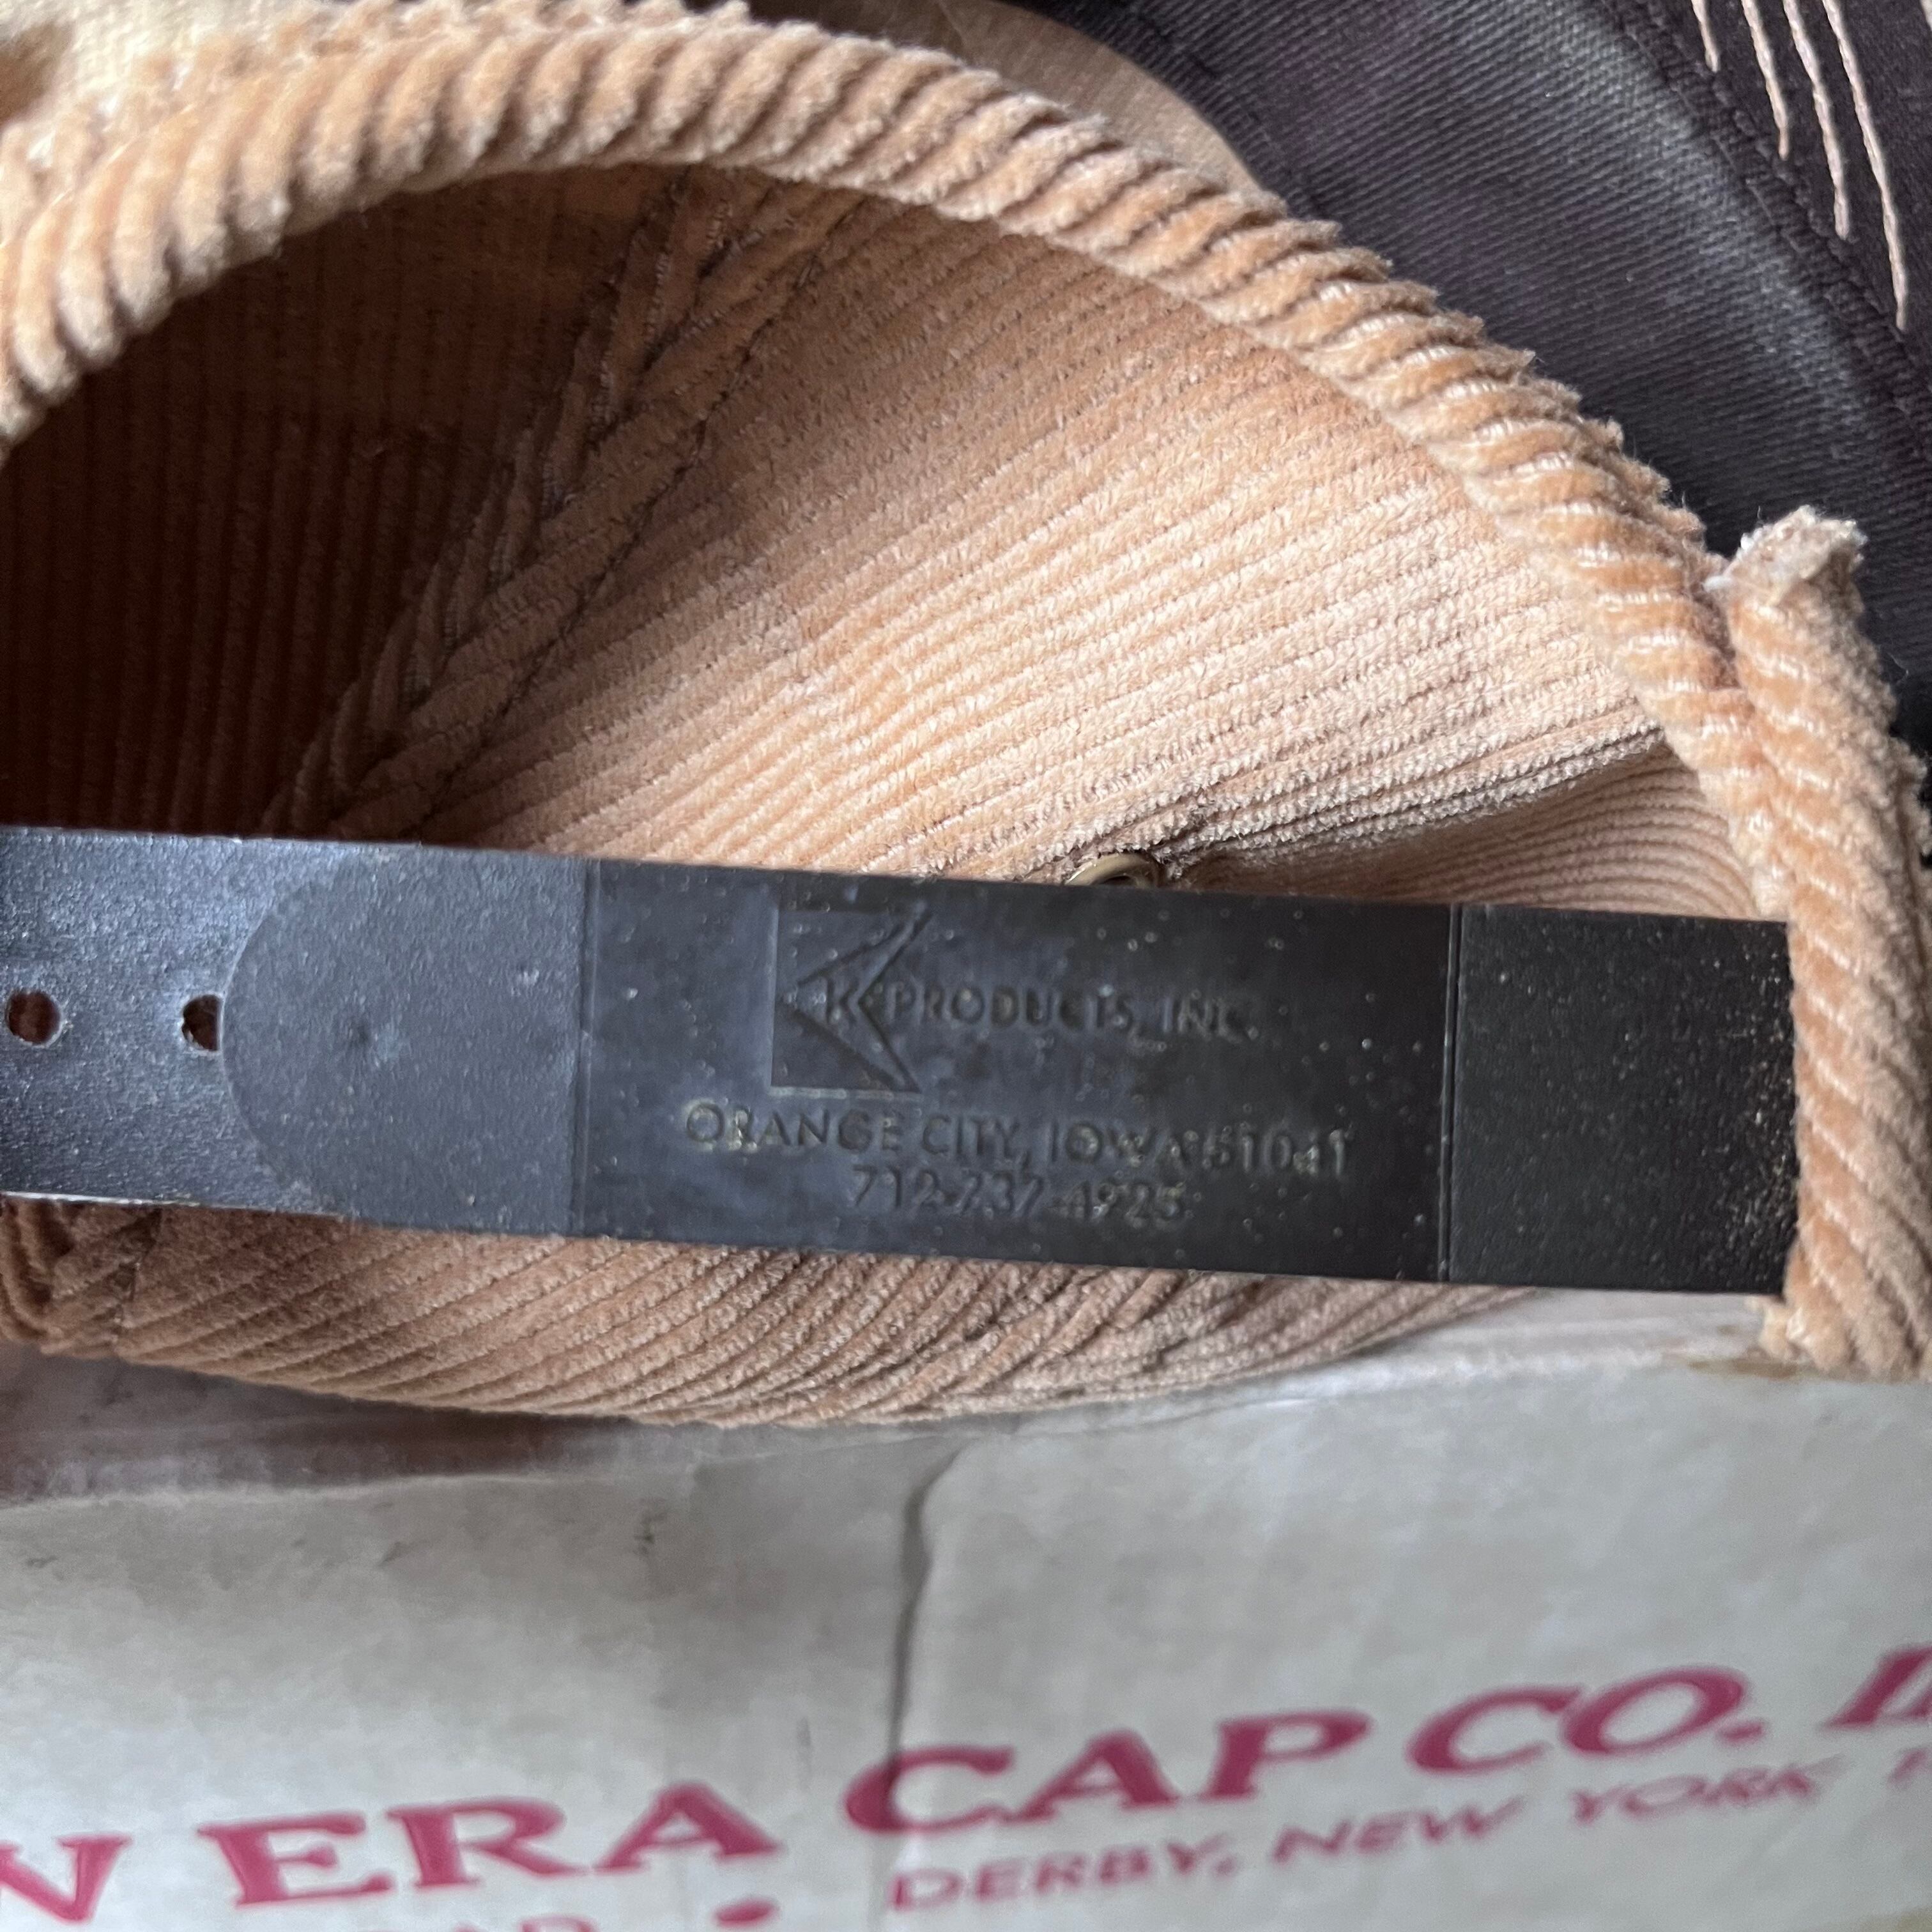 K-PRODUCTS, INC.
ORANGE CITY, IOWA 51041
712-737-4925
ERA CAP CO.
DERBY, NEW YORK